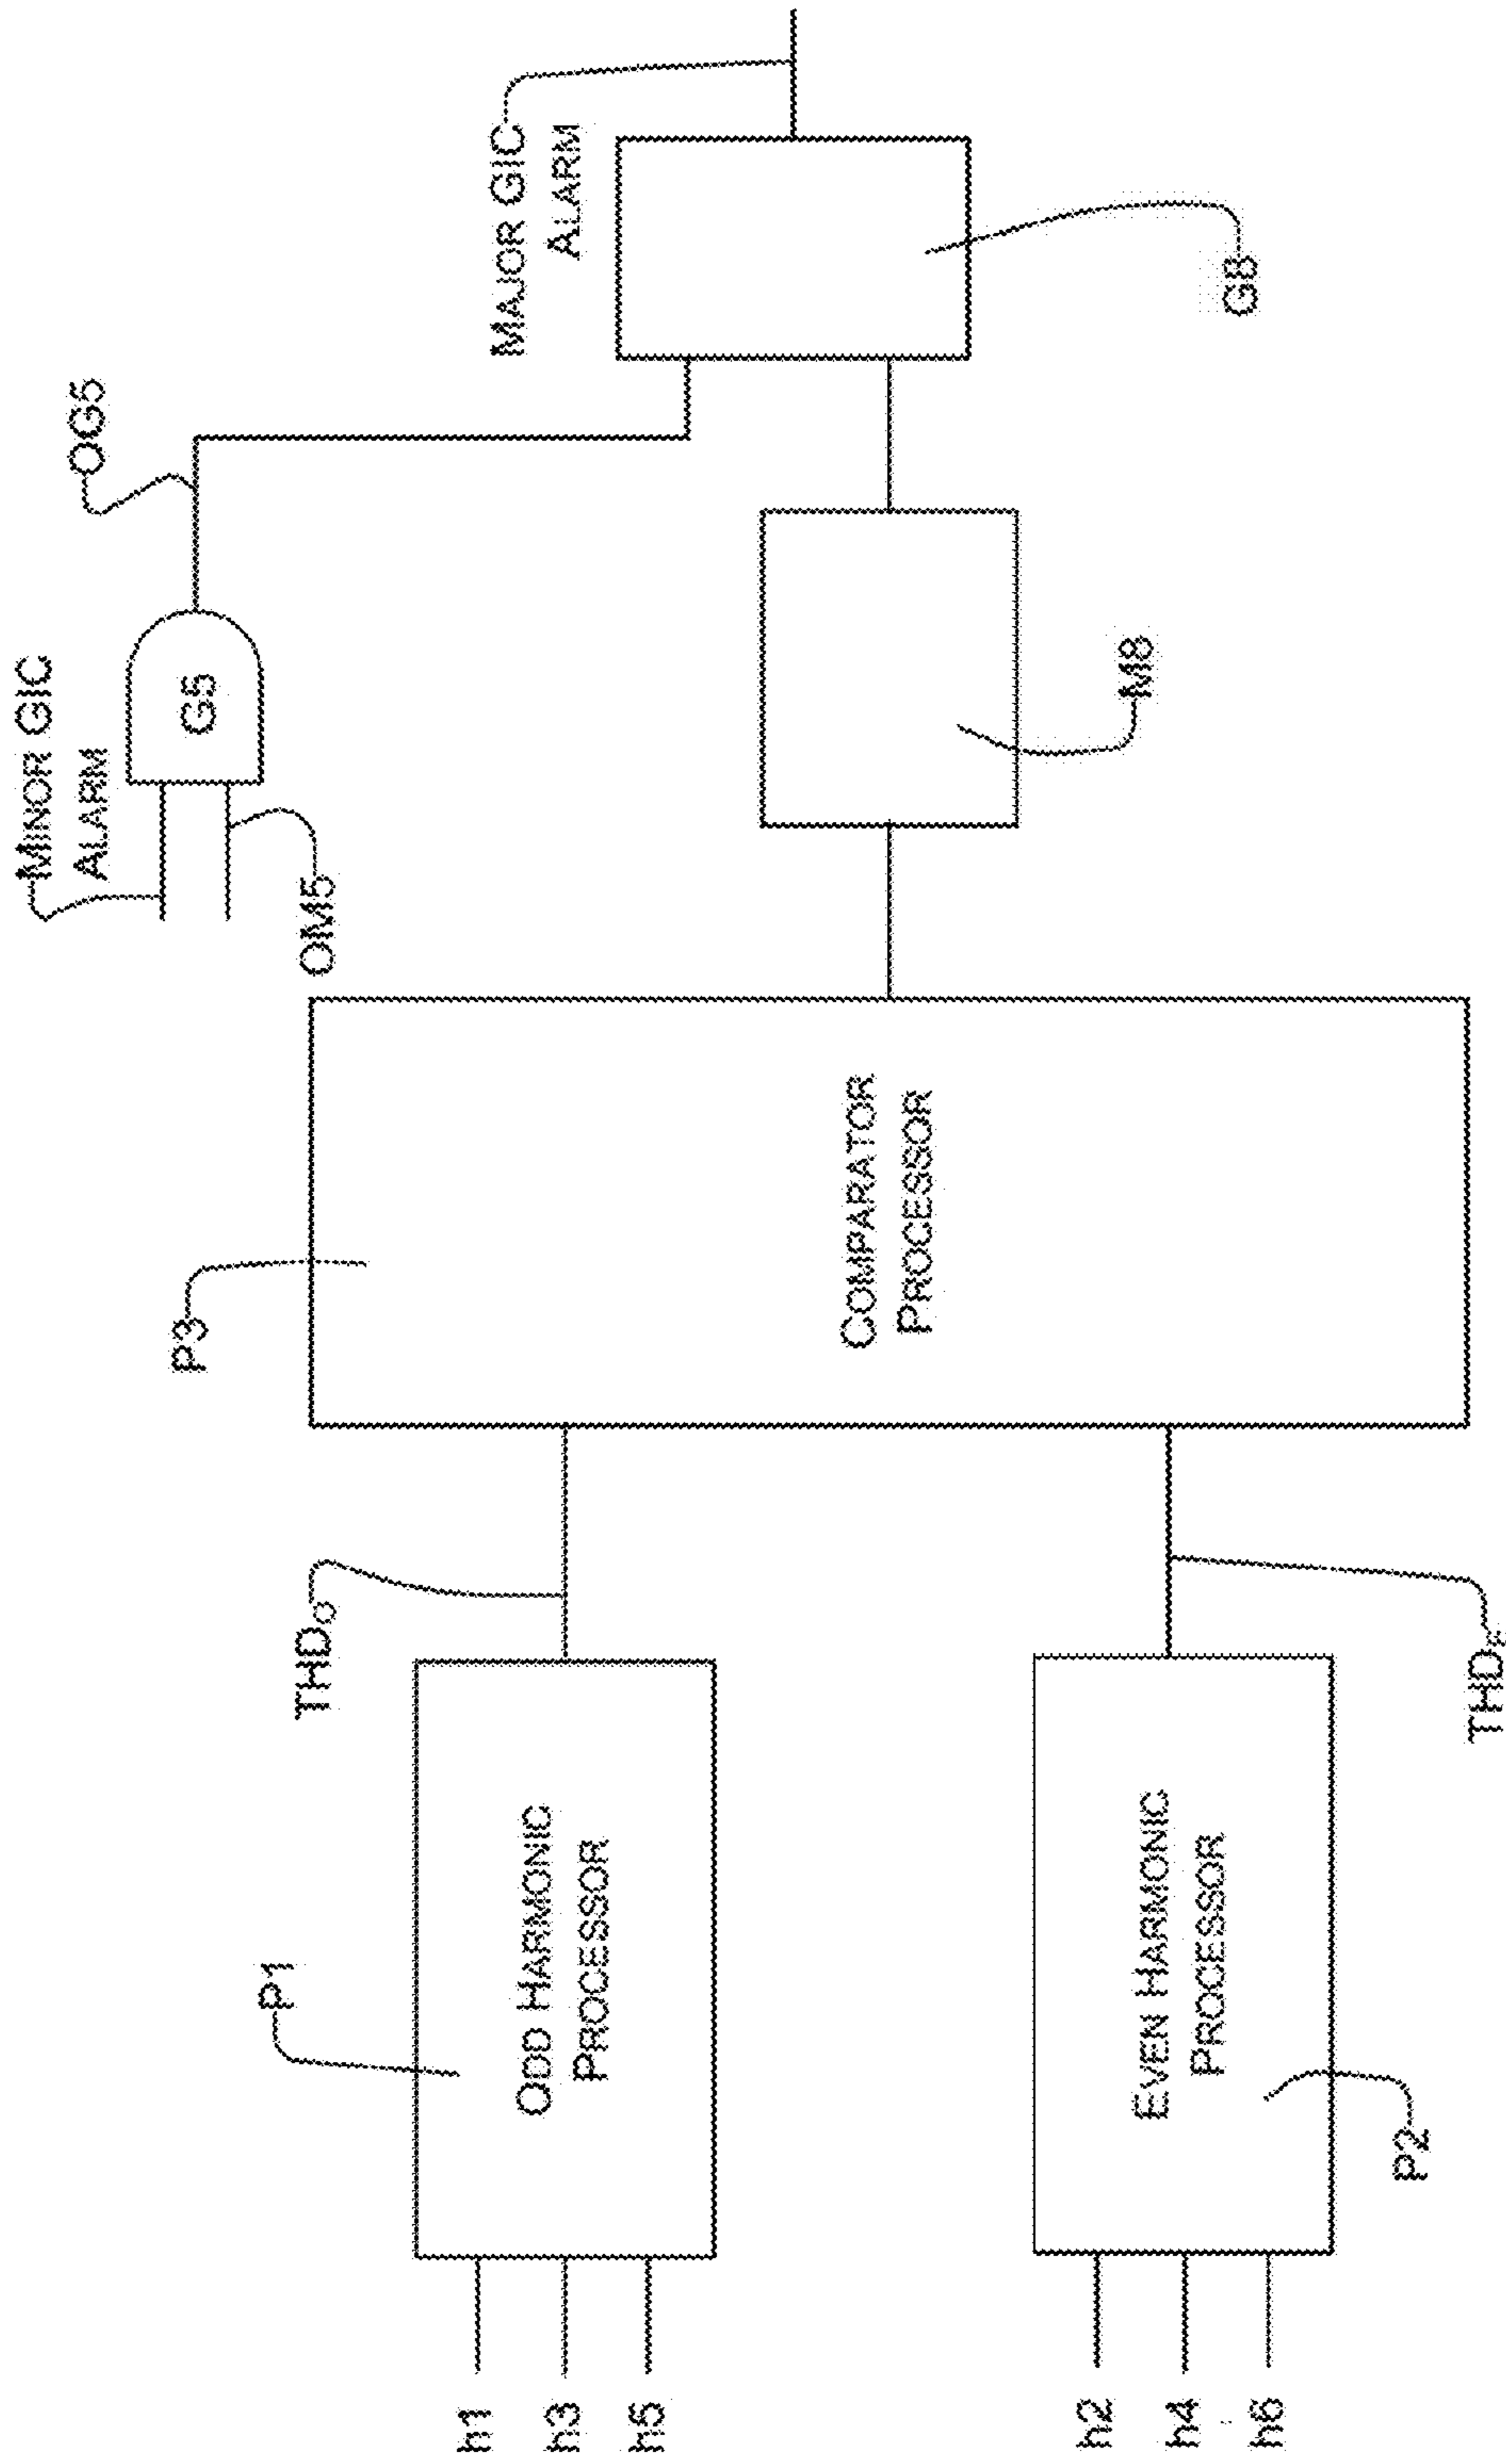 MINOR GIC
ALARM
OG5
G5
OM5
MAJOR GIC
ALARM
P3
THDO
P1
h1
h3
h5
ODD HARMONIC
PROCESSOR
COMPARATOR
PROCESSOR
M8
G8
h2
h4
h6
EVEN HARMONIC
PROCESSOR
P2
THDE